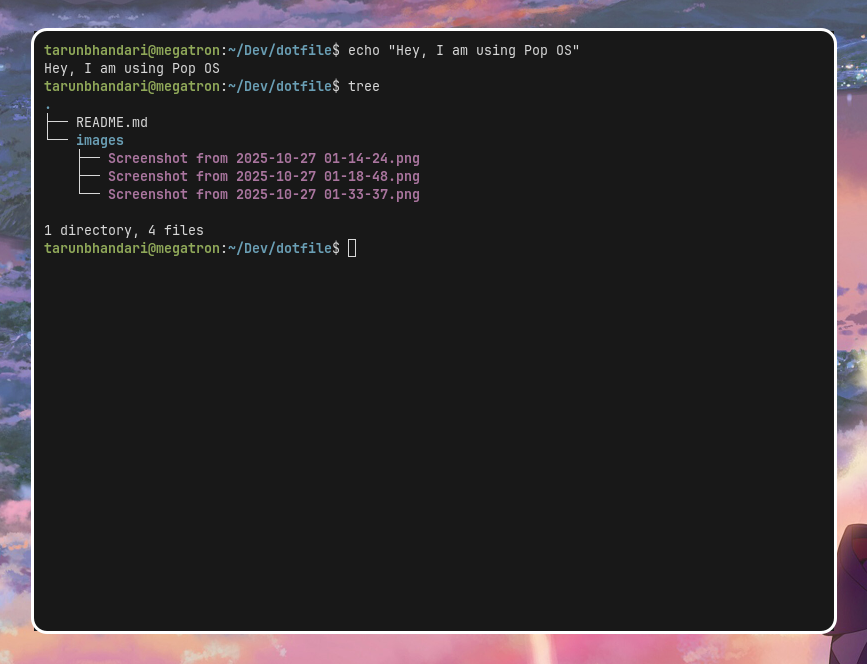 tarunbhandari@megatron:~/Dev/dotfile$ echo "Hey, I am using Pop OS"
Hey, I am using Pop OS
tarunbhandari@megatron:~/Dev/dotfile$ tree
.
├── README.md
└── images
    ├── Screenshot from 2025-10-27 01-14-24.png
    ├── Screenshot from 2025-10-27 01-18-48.png
    └── Screenshot from 2025-10-27 01-33-37.png

1 directory, 4 files
tarunbhandari@megatron:~/Dev/dotfile$